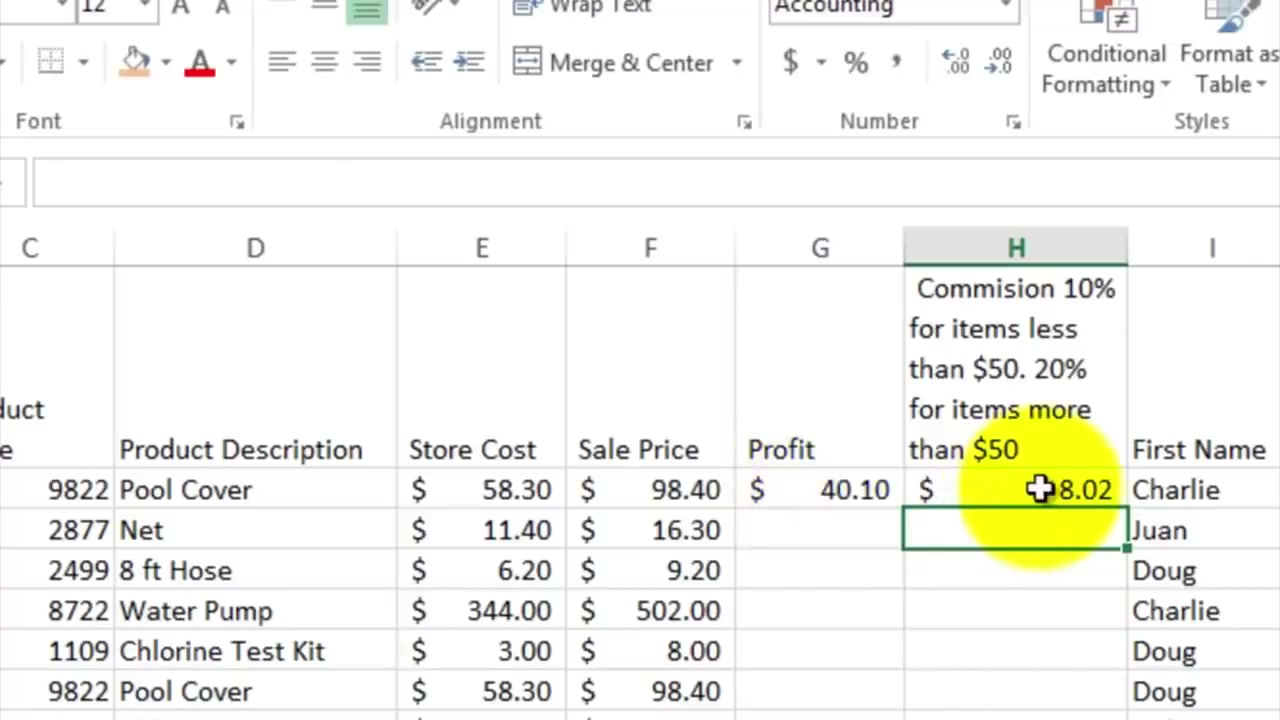 12 A A Wrap Text Accounting
Merge & Center $ % , .0 .00 .00 .0 Conditional Format as
Formatting Table
Font Alignment Number Styles
C D E F G H I
Commision 10%
for items less
than $50. 20%
duct for items more
e Product Description Store Cost Sale Price Profit than $50 First Name
9822 Pool Cover $ 58.30 $ 98.40 $ 40.10 $ 8.02 Charlie
2877 Net $ 11.40 $ 16.30 Juan
2499 8 ft Hose $ 6.20 $ 9.20 Doug
8722 Water Pump $ 344.00 $ 502.00 Charlie
1109 Chlorine Test Kit $ 3.00 $ 8.00 Doug
9822 Pool Cover $ 58.30 $ 98.40 Doug